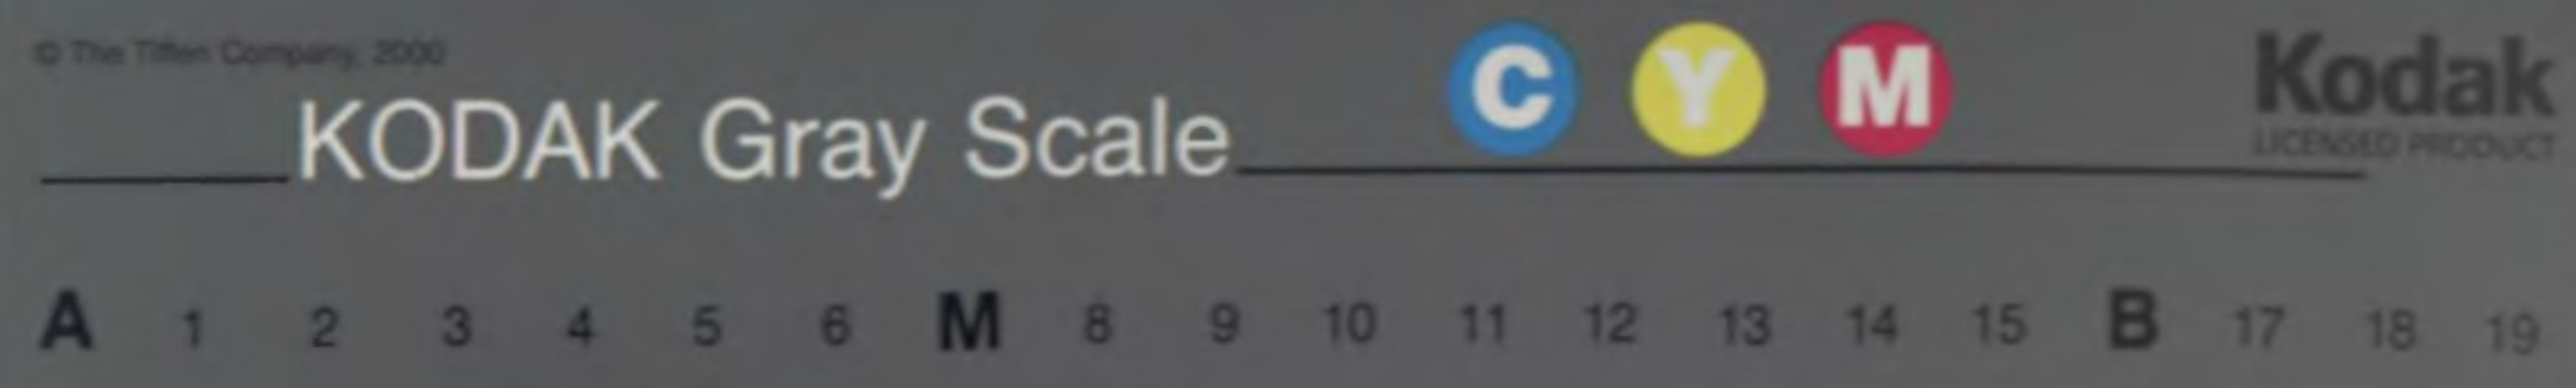 © The Tiffen Company, 2000
KODAK Gray Scale
C Y M
Kodak
LICENSED PRODUCT
A 1 2 3 4 5 6 M 8 9 10 11 12 13 14 15 B 17 18 19